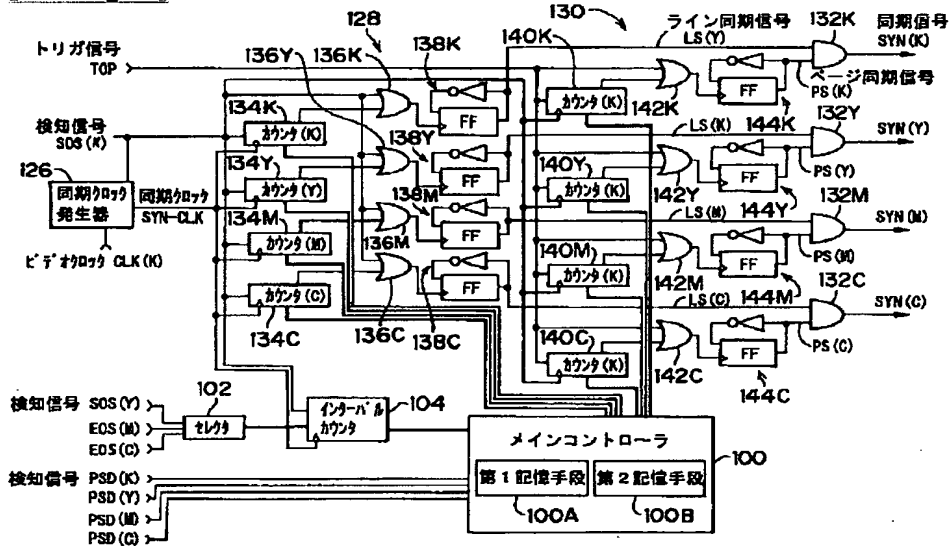 128
130
132K
ライン同期信号
LS(Y)
同期信号
SYN(K)
トリガ信号
TOP
136Y
136K
138K
140K
ページ同期信号
PS(K)
FF
142K
144K
132Y
検知信号
SOS(K)
134K
カウンタ(K)
カウンタ(K)
LS(K)
SYN(Y)
126
同期クロック発生器
同期クロック
SYN-CLK
134Y
カウンタ(Y)
138Y
FF
140Y
カウンタ(K)
142Y
FF
PS(Y)
144Y
132M
134M
カウンタ(M)
138M
FF
136M
140M
カウンタ(K)
LS(M)
SYN(M)
142M
FF
PS(M)
144M
132C
ビデオクロック CLK(K)
カウンタ(C)
134C
136C
138C
FF
140C
カウンタ(K)
LS(C)
SYN(C)
142C
FF
PS(C)
144C
検知信号 SOS(Y)
EOS(M)
EOS(C)
102
セレクタ
インターバル
カウンタ
104
メインコントローラ
100
第1記憶手段
第2記憶手段
100A
100B
検知信号 PSD(K)
PSD(Y)
PSD(M)
PSD(C)